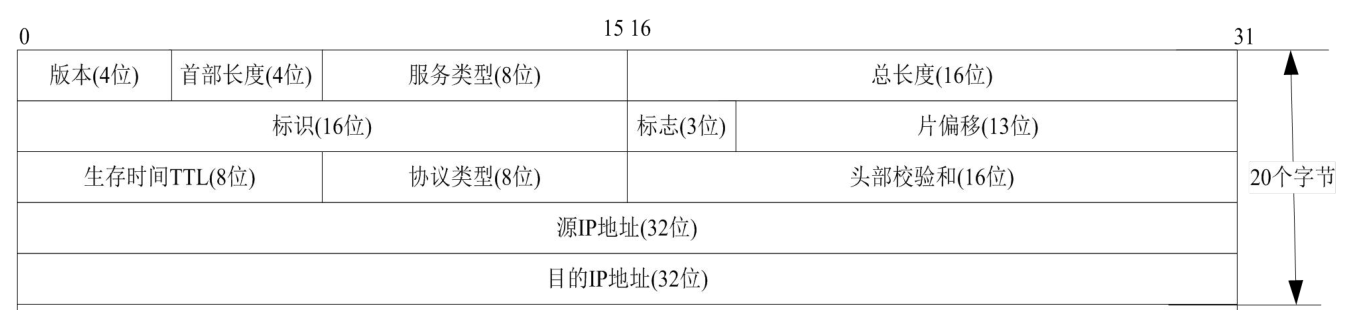 0 15 16 31
版本(4位) 首部长度(4位) 服务类型(8位) 总长度(16位)
标识(16位) 标志(3位) 片偏移(13位)
生存时间TTL(8位) 协议类型(8位) 头部校验和(16位) 20个字节
源IP地址(32位)
目的IP地址(32位)